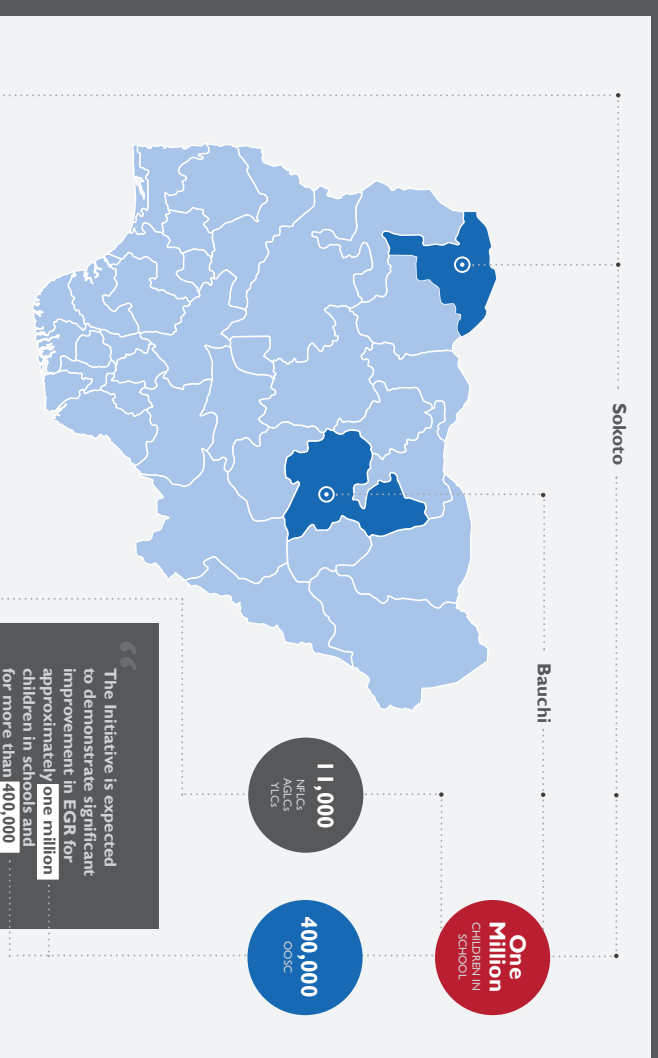 Sokoto
Bauchi
One
Million
CHILDREN IN
SCHOOL
11,000
NFLCs
AGLCs
YLCs
400,000
OOSC
“
The Initiative is expected
to demonstrate significant
improvement in EGR for
approximately one million
children in schools and
for more than 400,000